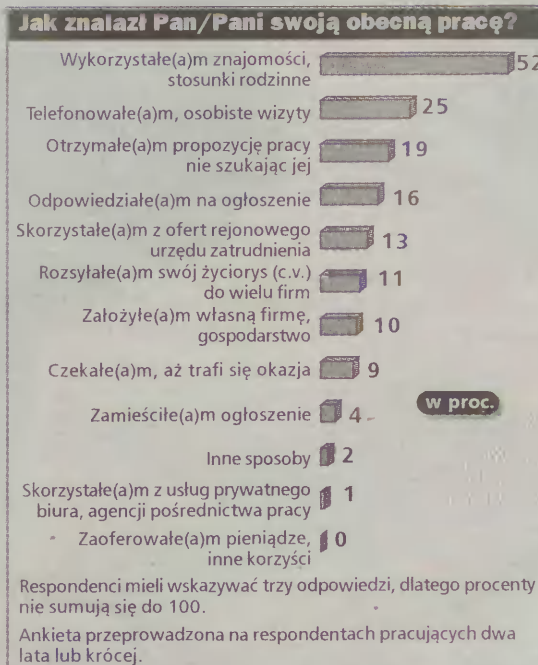 Jak znalazł Pan/Pani swoją obecną pracę?
Wykorzystałe(a)m znajomości,
stosunki rodzinne
52
Telefonowałe(a)m, osobiste wizyty
25
Otrzymałe(a)m propozycję pracy
nie szukając jej
19
Odpowiedziałe(a)m na ogłoszenie
16
Skorzystałe(a)m z ofert rejonowego
urzędu zatrudnienia
13
Rozsyłałe(a)m swój życiorys (c.v.)
do wielu firm
11
Założyłe(a)m własną firmę,
gospodarstwo
10
Czekałe(a)m, aż trafi się okazja
9
w proc.
Zamieściłe(a)m ogłoszenie
4
Inne sposoby
2
Skorzystałe(a)m z usług prywatnego
biura, agencji pośrednictwa pracy
1
Zaoferowałe(a)m pieniądze,
inne korzyści
0
Respondenci mieli wskazywać trzy odpowiedzi, dlatego procenty
nie sumują się do 100.
Ankieta przeprowadzona na respondentach pracujących dwa
lata lub krócej.